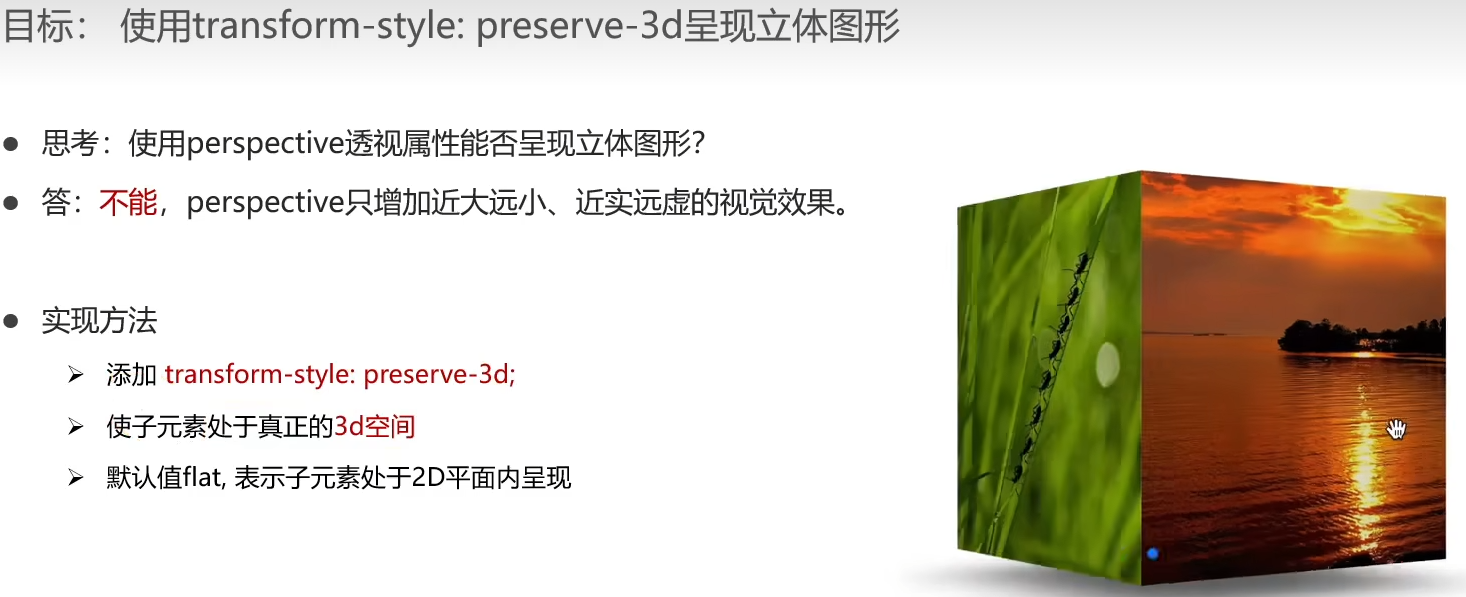 目标： 使用transform-style: preserve-3d呈现立体图形
思考：使用perspective透视属性能否呈现立体图形？
答：不能，perspective只增加近大远小、近实远虚的视觉效果。
实现方法
添加 transform-style: preserve-3d;
使子元素处于真正的3d空间
默认值flat, 表示子元素处于2D平面内呈现